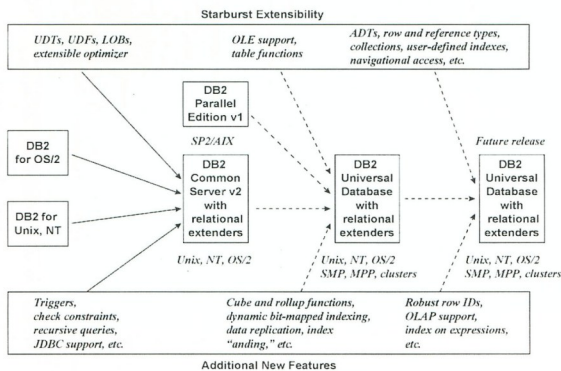 Starburst Extensibility
UDTs, UDFs, LOBs,
extensible optimizer
OLE support,
table functions
ADTs, row and reference types,
collections, user-defined indexes,
navigational access, etc.
DB2
Parallel
Edition v1
SP2/AIX
Future release
DB2
for OS/2
DB2 for
Unix, NT
DB2
Common
Server v2
with
relational
extenders
DB2
Universal
Database
with
relational
extenders
DB2
Universal
Database
with
relational
extenders
Unix, NT, OS/2
Unix, NT, OS/2
SMP, MPP, clusters
Unix, NT, OS/2
SMP, MPP, clusters
Triggers,
check constraints,
recursive queries,
JDBC support, etc.
Cube and rollup functions,
dynamic bit-mapped indexing,
data replication, index
"anding," etc.
Robust row IDs,
OLAP support,
index on expressions,
etc.
Additional New Features